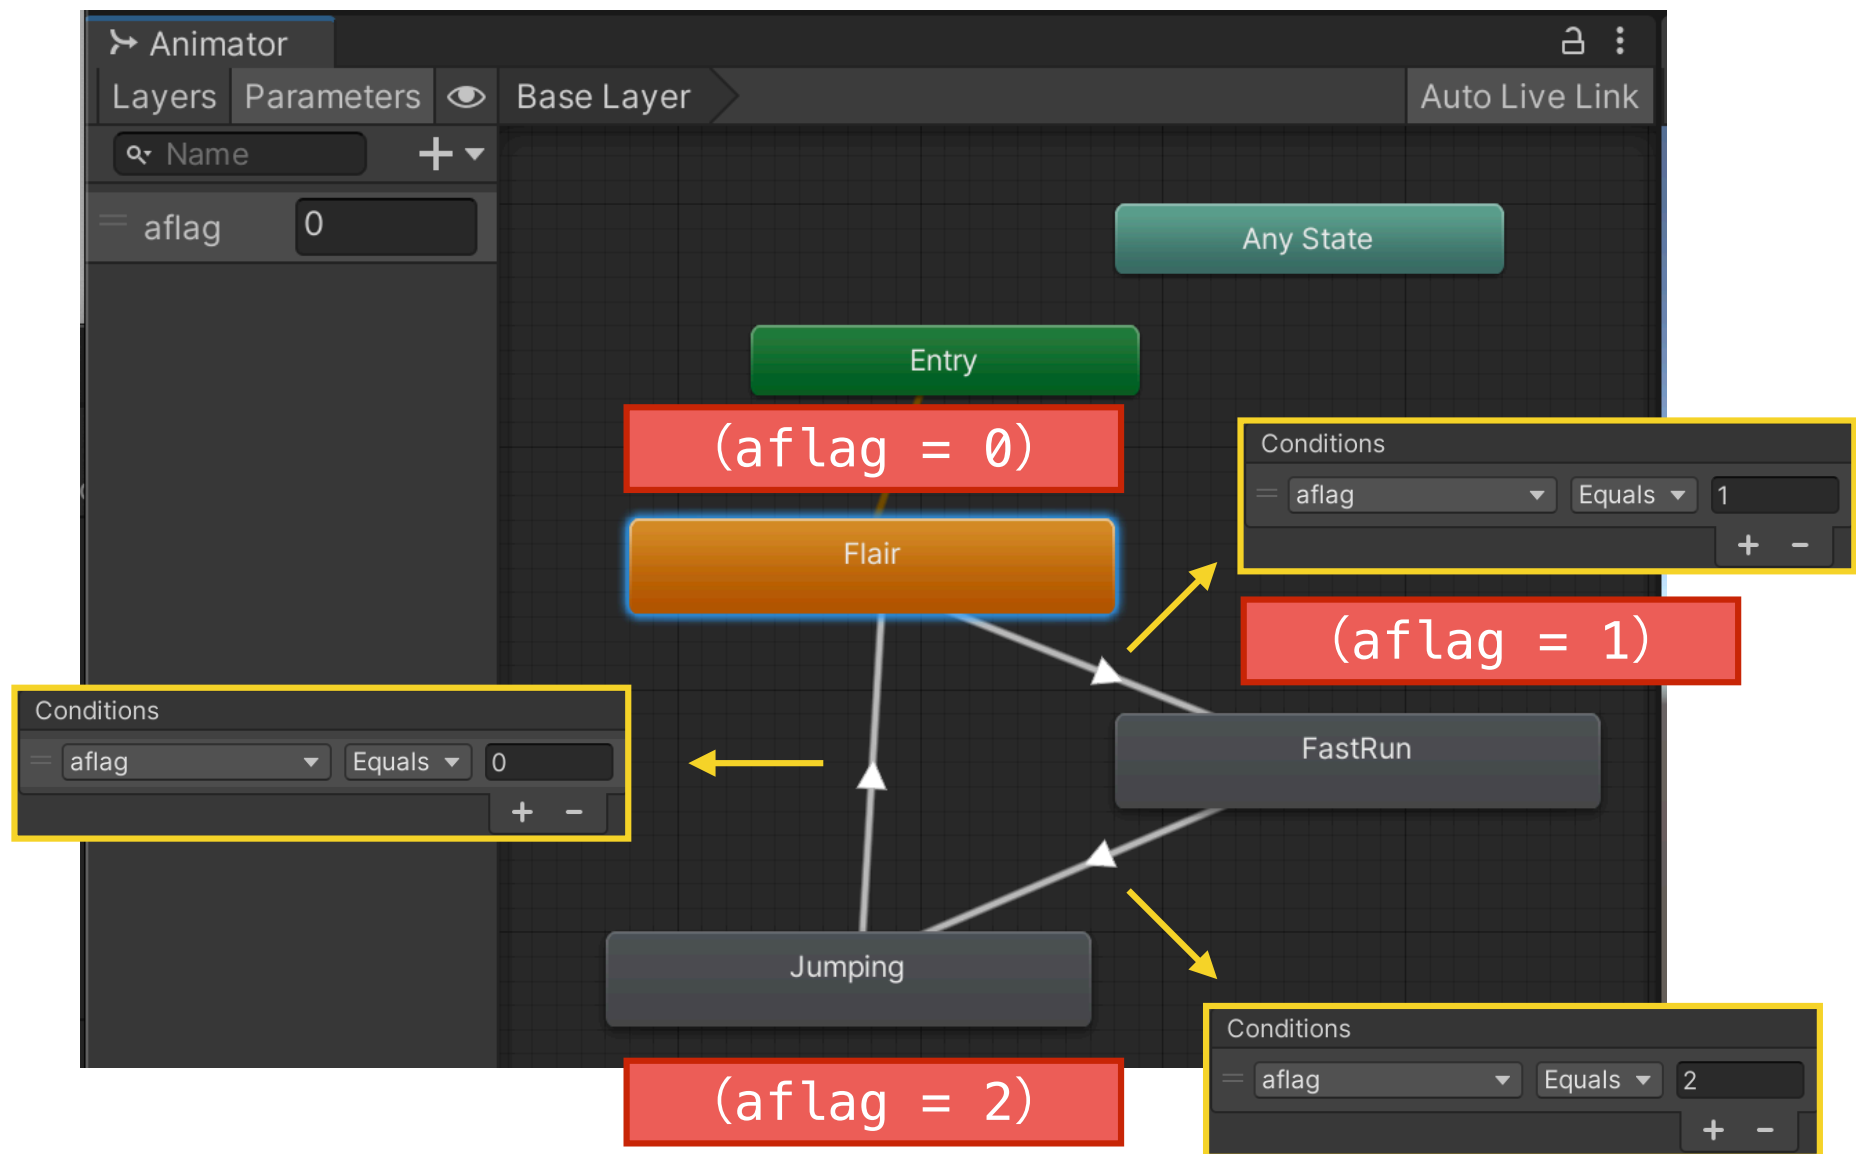 Animator
Layers
Parameters
Base Layer
Auto Live Link
Name
aflag
0
Any State
Entry
(aflag = 0)
Flair
Conditions
aflag
Equals
1
(aflag = 1)
FastRun
Conditions
aflag
Equals
0
Jumping
(aflag = 2)
Conditions
aflag
Equals
2